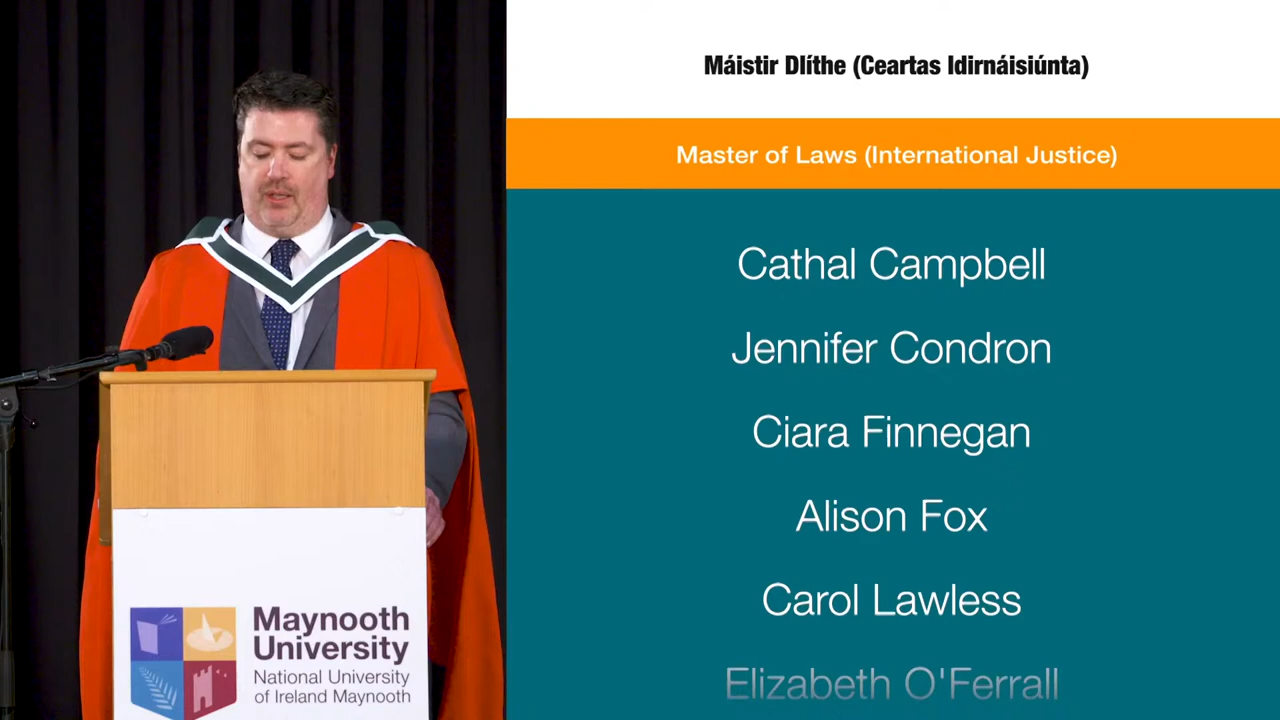 Máistir Dlíthe (Ceartas Idirnáisiúnta)
Master of Laws (International Justice)
Cathal Campbell
Jennifer Condron
Ciara Finnegan
Alison Fox
Carol Lawless
Elizabeth O'Ferrall
Maynooth
University
National University
of Ireland Maynooth